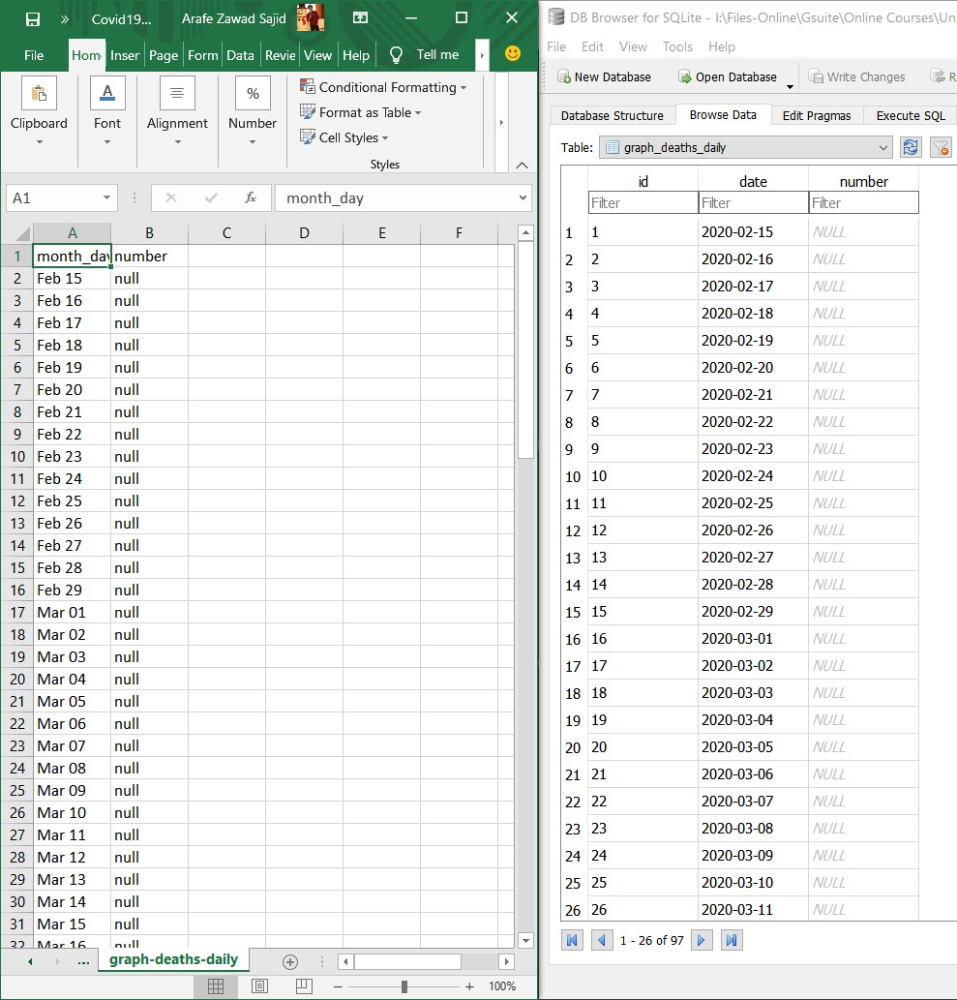 Covid19... Arafe Zawad Sajid
File Hom Inser Page Form Data Revie View Help Tell me
Clipboard Font Alignment Number
Conditional Formatting
Format as Table
Cell Styles
Styles
A1 fx month_day
A B C D E F
1 month_day number
2 Feb 15 null
3 Feb 16 null
4 Feb 17 null
5 Feb 18 null
6 Feb 19 null
7 Feb 20 null
8 Feb 21 null
9 Feb 22 null
10 Feb 23 null
11 Feb 24 null
12 Feb 25 null
13 Feb 26 null
14 Feb 27 null
15 Feb 28 null
16 Feb 29 null
17 Mar 01 null
18 Mar 02 null
19 Mar 03 null
20 Mar 04 null
21 Mar 05 null
22 Mar 06 null
23 Mar 07 null
24 Mar 08 null
25 Mar 09 null
26 Mar 10 null
27 Mar 11 null
28 Mar 12 null
29 Mar 13 null
30 Mar 14 null
31 Mar 15 null
32 Mar 16 null
... graph-deaths-daily
100%
DB Browser for SQLite - I:\Files-Online\Gsuite\Online Courses\Un
File Edit View Tools Help
New Database Open Database Write Changes R
Database Structure Browse Data Edit Pragmas Execute SQL
Table: graph_deaths_daily
id date number
Filter Filter Filter
1 1 2020-02-15 NULL
2 2 2020-02-16 NULL
3 3 2020-02-17 NULL
4 4 2020-02-18 NULL
5 5 2020-02-19 NULL
6 6 2020-02-20 NULL
7 7 2020-02-21 NULL
8 8 2020-02-22 NULL
9 9 2020-02-23 NULL
10 10 2020-02-24 NULL
11 11 2020-02-25 NULL
12 12 2020-02-26 NULL
13 13 2020-02-27 NULL
14 14 2020-02-28 NULL
15 15 2020-02-29 NULL
16 16 2020-03-01 NULL
17 17 2020-03-02 NULL
18 18 2020-03-03 NULL
19 19 2020-03-04 NULL
20 20 2020-03-05 NULL
21 21 2020-03-06 NULL
22 22 2020-03-07 NULL
23 23 2020-03-08 NULL
24 24 2020-03-09 NULL
25 25 2020-03-10 NULL
26 26 2020-03-11 NULL
1 - 26 of 97